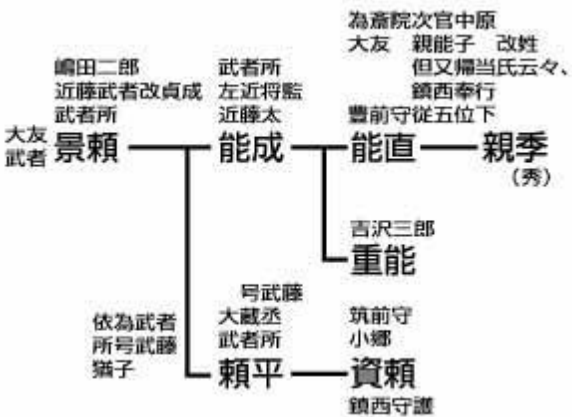 為斎院次官中原
大友 親能子 改姓
但又帰当氏云々、
鎮西奉行
豊前守従五位下
嶋田二郎
近藤武者改貞成
武者所
武者所
左近将監
近藤太
大友
武者
景頼
能成
能直
親季
(秀)
吉沢三郎
重能
依為武者
所号武藤
猶子
号武藤
大蔵丞
武者所
頼平
筑前守
小郷
資頼
鎮西守護